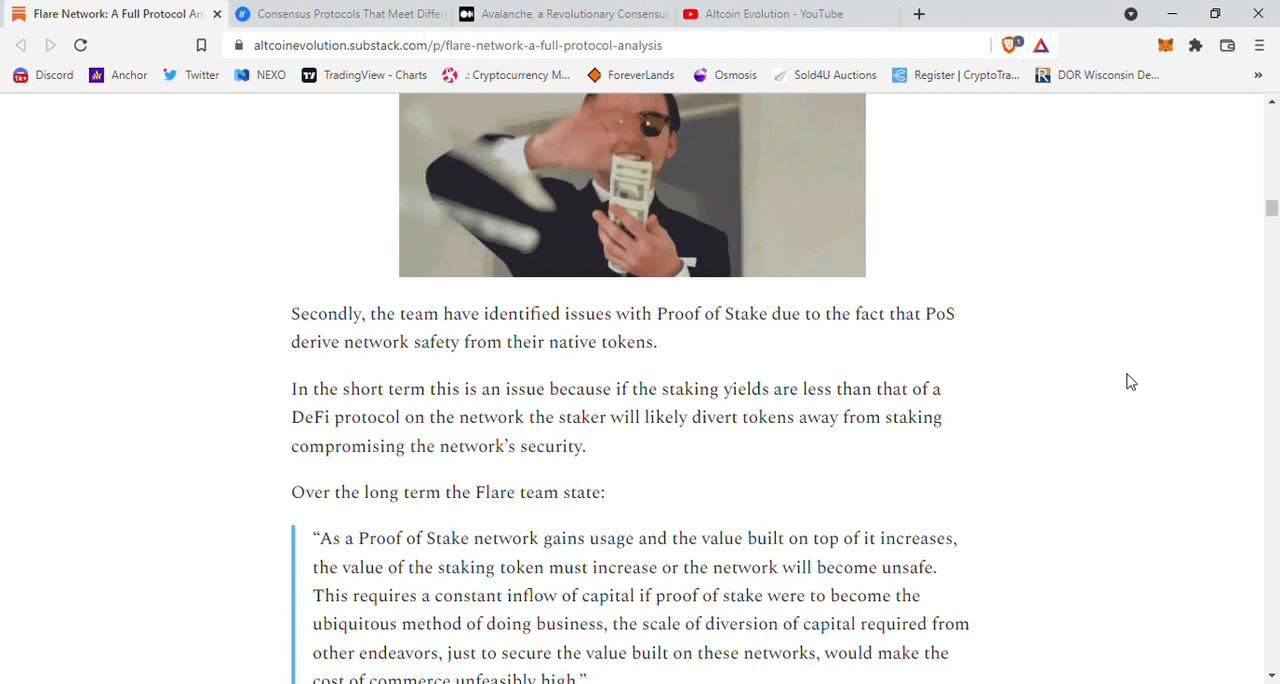 Flare Network: A Full Protocol An
Consensus Protocols That Meet Differ
Avalanche, a Revolutionary Consensus
Altcoin Evolution - YouTube
altcoinevolution.substack.com/p/flare-network-a-full-protocol-analysis
1
Discord
Anchor
Twitter
NEXO
TradingView - Charts
.: Cryptocurrency M...
ForeverLands
Osmosis
Sold4U Auctions
Register | CryptoTra...
DOR Wisconsin De...
»
Secondly, the team have identified issues with Proof of Stake due to the fact that PoS
derive network safety from their native tokens.
In the short term this is an issue because if the staking yields are less than that of a
DeFi protocol on the network the staker will likely divert tokens away from staking
compromising the network’s security.
Over the long term the Flare team state:
“As a Proof of Stake network gains usage and the value built on top of it increases,
the value of the staking token must increase or the network will become unsafe.
This requires a constant inflow of capital if proof of stake were to become the
ubiquitous method of doing business, the scale of diversion of capital required from
other endeavors, just to secure the value built on these networks, would make the
cost of commerce unfeasibly high.”